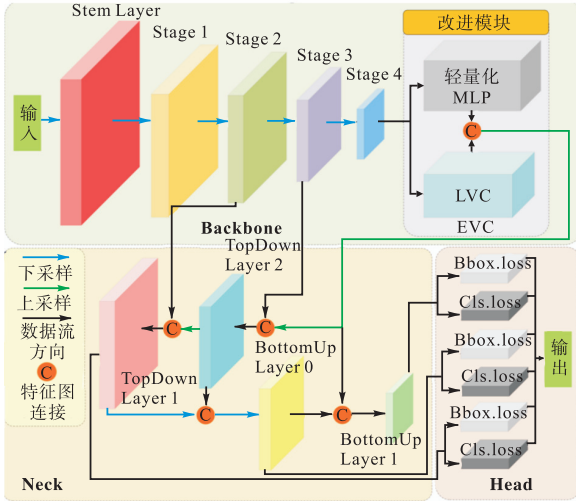 Stem Layer
Stage 1
Stage 2
Stage 3
Stage 4
改进模块
输入
轻量化
MLP
C
LVC
EVC
Backbone
TopDown
Layer 2
下采样
上采样
数据流
方向
C
特征图
连接
C
C
BottomUp
Layer 0
TopDown
Layer 1
C
C
BottomUp
Layer 1
Neck
Bbox.loss
Cls.loss
Bbox.loss
Cls.loss
Bbox.loss
Cls.loss
输出
Head